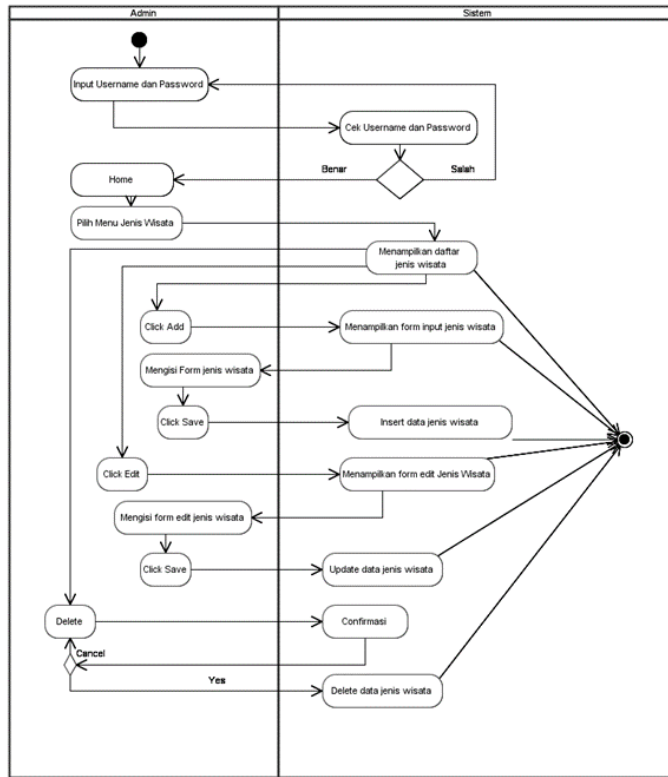 Admin
Sistem
Input Username dan Password
Cek Username dan Password
Benar
Salah
Home
Pilih Menu Jenis Wisata
Menampilkan daftar
jenis wisata
Click Add
Menampilkan form input jenis wisata
Mengisi Form jenis wisata
Click Save
Insert data jenis wisata
Click Edit
Menampilkan form edit Jenis Wisata
Mengisi form edit jenis wisata
Click Save
Update data jenis wisata
Delete
Confirmasi
Cancel
Yes
Delete data jenis wisata